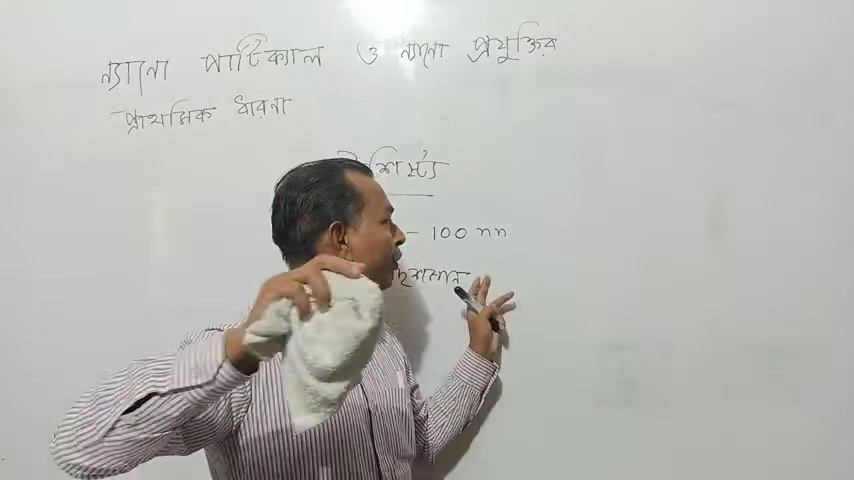 ন্যানো পার্টিক্যাল ও ন্যানো প্রযুক্তির
প্রাথমিক ধারনা
বৈশিষ্ট্য
– 100 nm